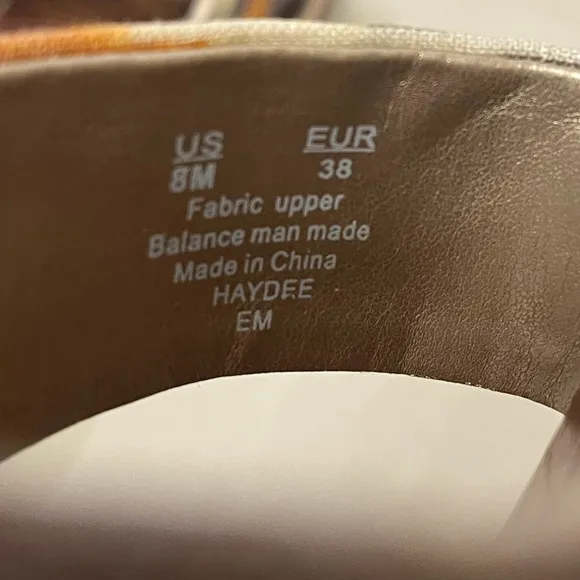 US EUR
8M 38
Fabric upper
Balance man made
Made in China
HAYDEE
EM